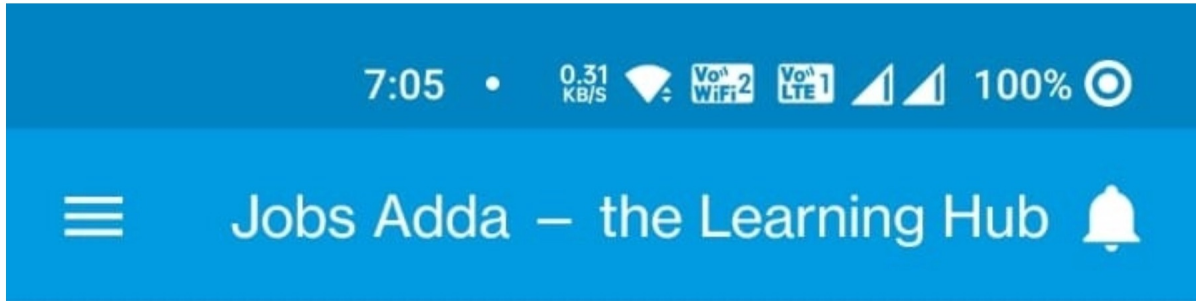 7:05 • 0.31 KB/S Vo WiFi 2 Vo LTE 1 100%
Jobs Adda – the Learning Hub